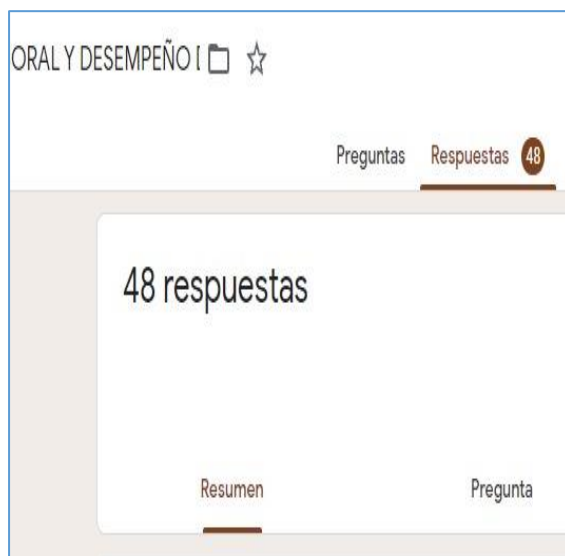 ORAL Y DESEMPEÑO
Preguntas Respuestas 48
48 respuestas
Resumen Pregunta